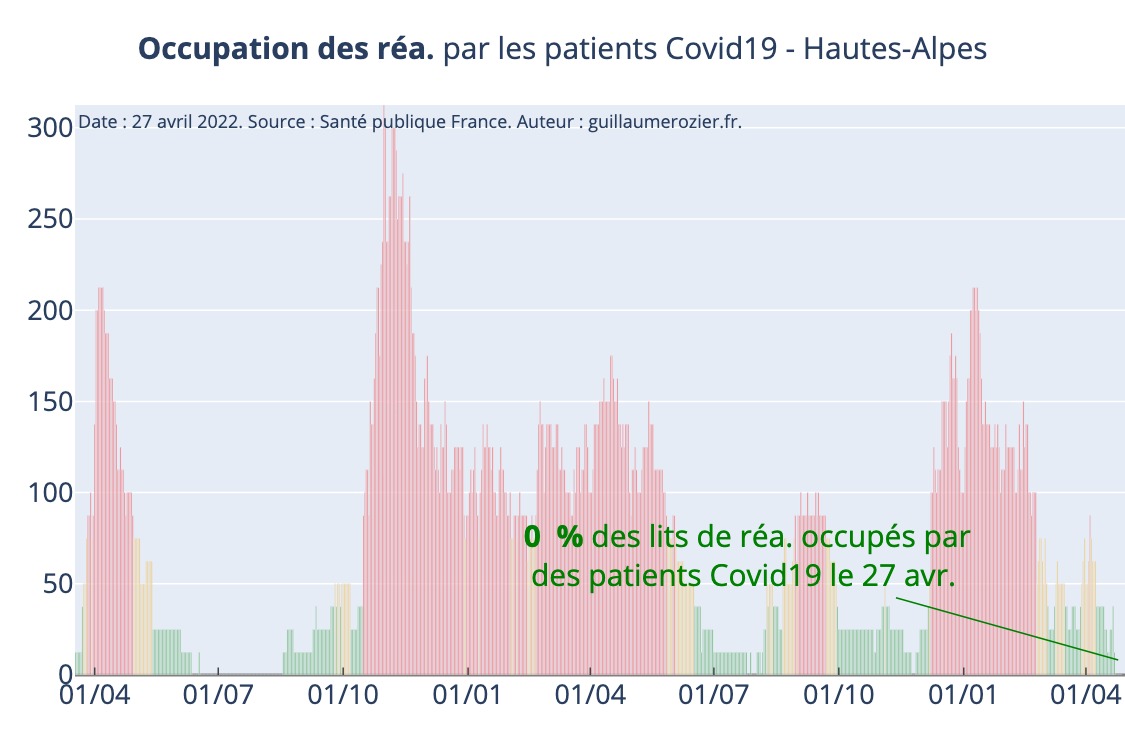 Occupation des réa. par les patients Covid19 - Hautes-Alpes
Date : 27 avril 2022. Source : Santé publique France. Auteur : guillaumerozier.fr.
300
250
200
150
100
50
0
0 % des lits de réa. occupés par
des patients Covid19 le 27 avr.
01/04 01/07 01/10 01/01 01/04 01/07 01/10 01/01 01/04